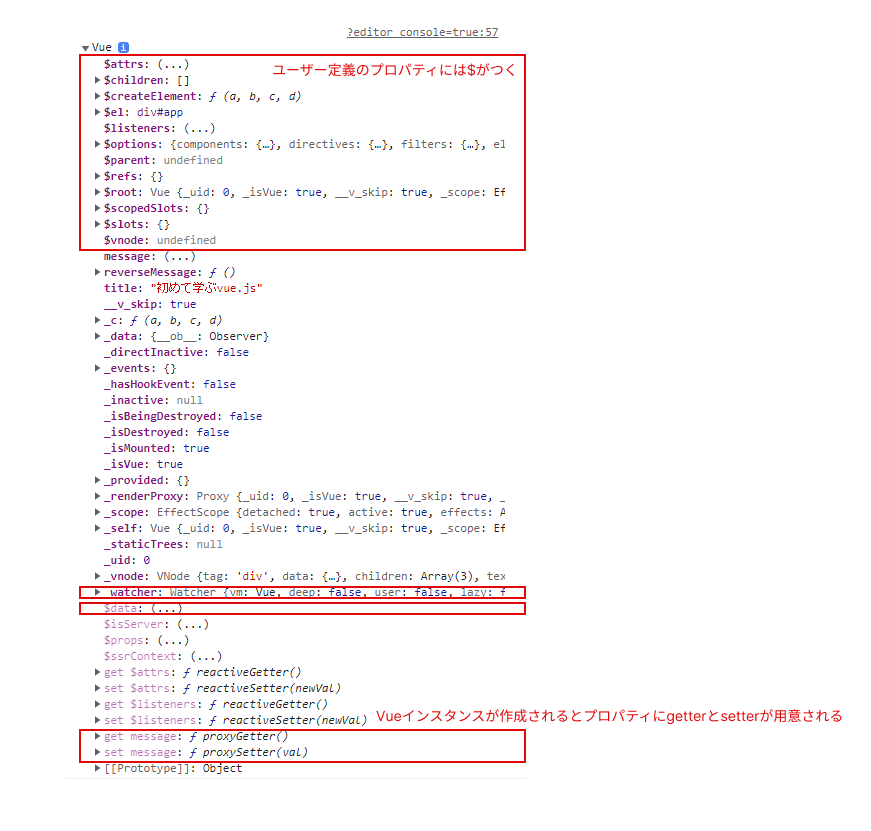 ?editor_console=true:57
▼Vue i
$attrs: (...)
ユーザー定義のプロパティには$がつく
▶$children: []
▶$createElement: ƒ (a, b, c, d)
▶$el: div#app
$listeners: (...)
▶$options: {components: {…}, directives: {…}, filters: {…}, el
$parent: undefined
▶$refs: {}
▶$root: Vue {_uid: 0, _isVue: true, __v_skip: true, _scope: Ef
▶$scopedSlots: {}
▶$slots: {}
$vnode: undefined
message: (...)
▶reverseMessage: ƒ ()
title: "初めて学ぶvue.js"
__v_skip: true
▶_c: ƒ (a, b, c, d)
▶_data: {__ob__: Observer}
_directInactive: false
▶_events: {}
_hasHookEvent: false
_inactive: null
_isBeingDestroyed: false
_isDestroyed: false
_isMounted: true
_isVue: true
▶_provided: {}
▶_renderProxy: Proxy {_uid: 0, _isVue: true, __v_skip: true, _
▶_scope: EffectScope {detached: true, active: true, effects: A
▶_self: Vue {_uid: 0, _isVue: true, __v_skip: true, _scope: Ef
_staticTrees: null
_uid: 0
▶_vnode: VNode {tag: 'div', data: {…}, children: Array(3), tex
▶_watcher: Watcher {vm: Vue, deep: false, user: false, lazy: f
$data: (...)
$isServer: (...)
$props: (...)
$ssrContext: (...)
▶get $attrs: ƒ reactiveGetter()
▶set $attrs: ƒ reactiveSetter(newVal)
▶get $listeners: ƒ reactiveGetter()
▶set $listeners: ƒ reactiveSetter(newVal)
Vueインスタンスが作成されるとプロパティにgetterとsetterが用意される
▶get message: ƒ proxyGetter()
▶set message: ƒ proxySetter(val)
▶[[Prototype]]: Object